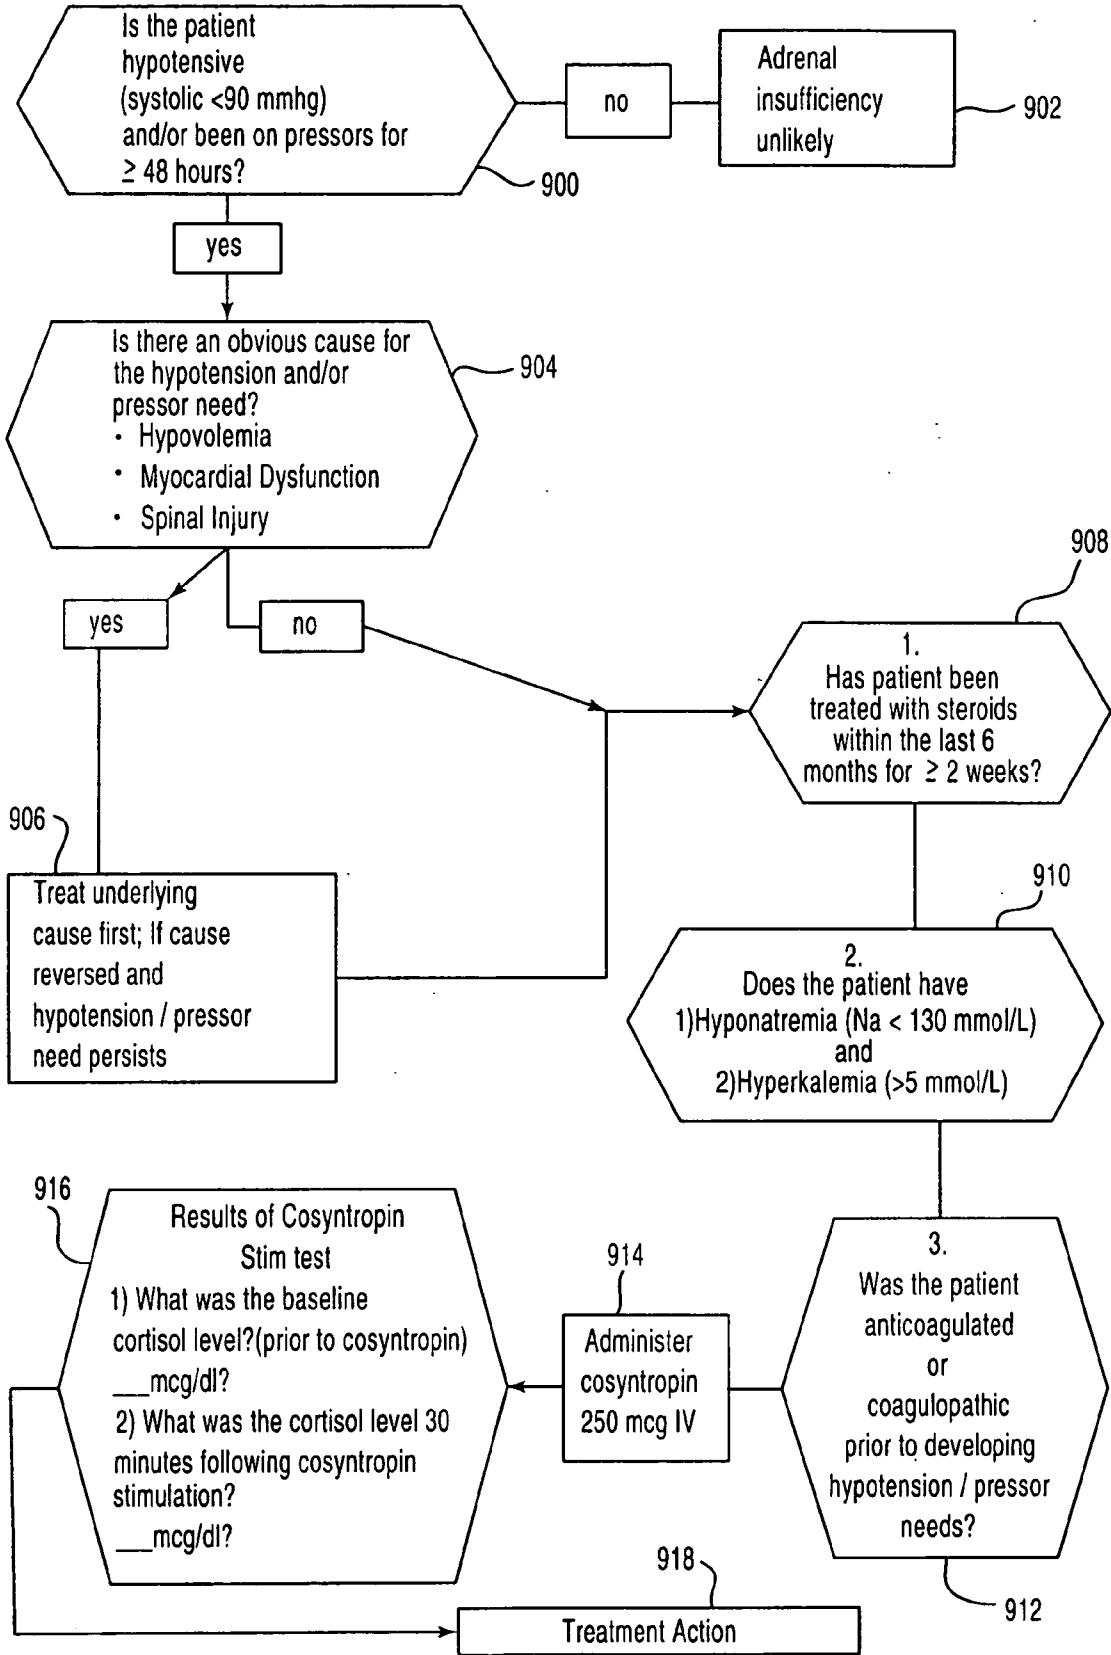 Is the patient
hypotensive
(systolic <90 mmhg)
and/or been on pressors for
≥ 48 hours?
900
no
Adrenal
insufficiency
unlikely
902
yes
Is there an obvious cause for
the hypotension and/or
pressor need?
· Hypovolemia
· Myocardial Dysfunction
· Spinal Injury
904
yes
no
908
1.
Has patient been
treated with steroids
within the last 6
months for ≥ 2 weeks?
906
Treat underlying
cause first; If cause
reversed and
hypotension / pressor
need persists
910
2.
Does the patient have
1)Hyponatremia (Na < 130 mmol/L)
and
2)Hyperkalemia (>5 mmol/L)
916
Results of Cosyntropin
Stim test
1) What was the baseline
cortisol level?(prior to cosyntropin)
___mcg/dl?
2) What was the cortisol level 30
minutes following cosyntropin
stimulation?
___mcg/dl?
914
Administer
cosyntropin
250 mcg IV
3.
Was the patient
anticoagulated
or
coagulopathic
prior to developing
hypotension / pressor
needs?
912
918
Treatment Action